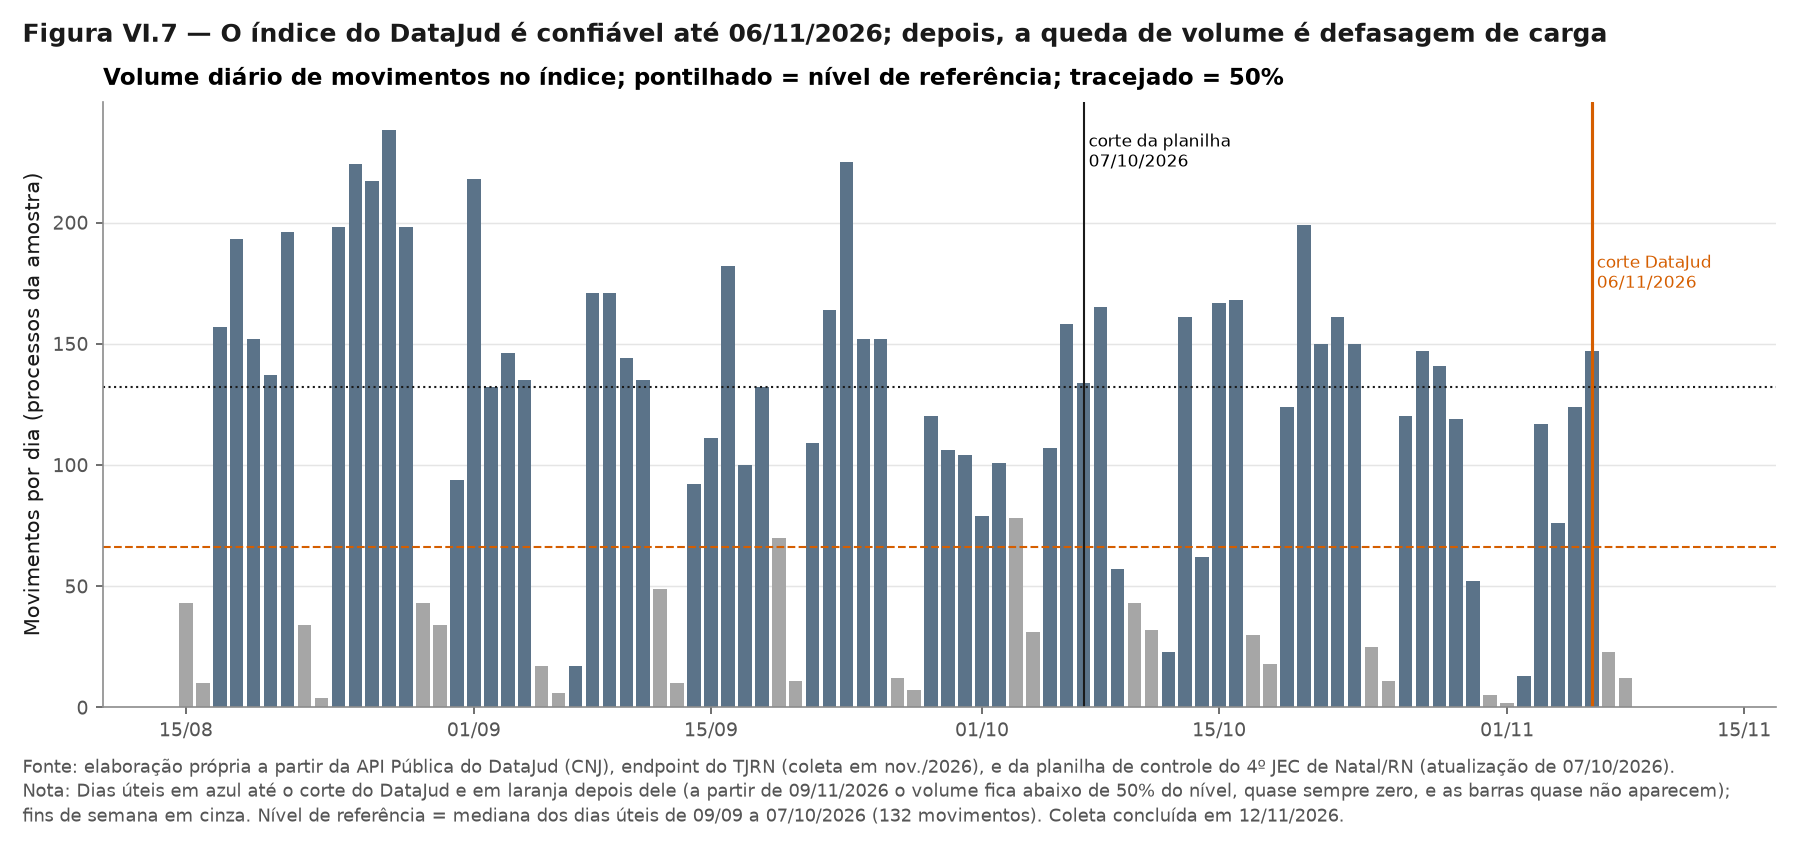 Figura VI.7 — O índice do DataJud é confiável até 06/11/2026; depois, a queda de volume é defasagem de carga
Volume diário de movimentos no índice; pontilhado = nível de referência; tracejado = 50%
Movimentos por dia (processos da amostra)
200
150
100
50
0
corte da planilha
07/10/2026
corte DataJud
06/11/2026
15/08
01/09
15/09
01/10
15/10
01/11
15/11
Fonte: elaboração própria a partir da API Pública do DataJud (CNJ), endpoint do TJRN (coleta em nov./2026), e da planilha de controle do 4º JEC de Natal/RN (atualização de 07/10/2026).
Nota: Dias úteis em azul até o corte do DataJud e em laranja depois dele (a partir de 09/11/2026 o volume fica abaixo de 50% do nível, quase sempre zero, e as barras quase não aparecem);
fins de semana em cinza. Nível de referência = mediana dos dias úteis de 09/09 a 07/10/2026 (132 movimentos). Coleta concluída em 12/11/2026.